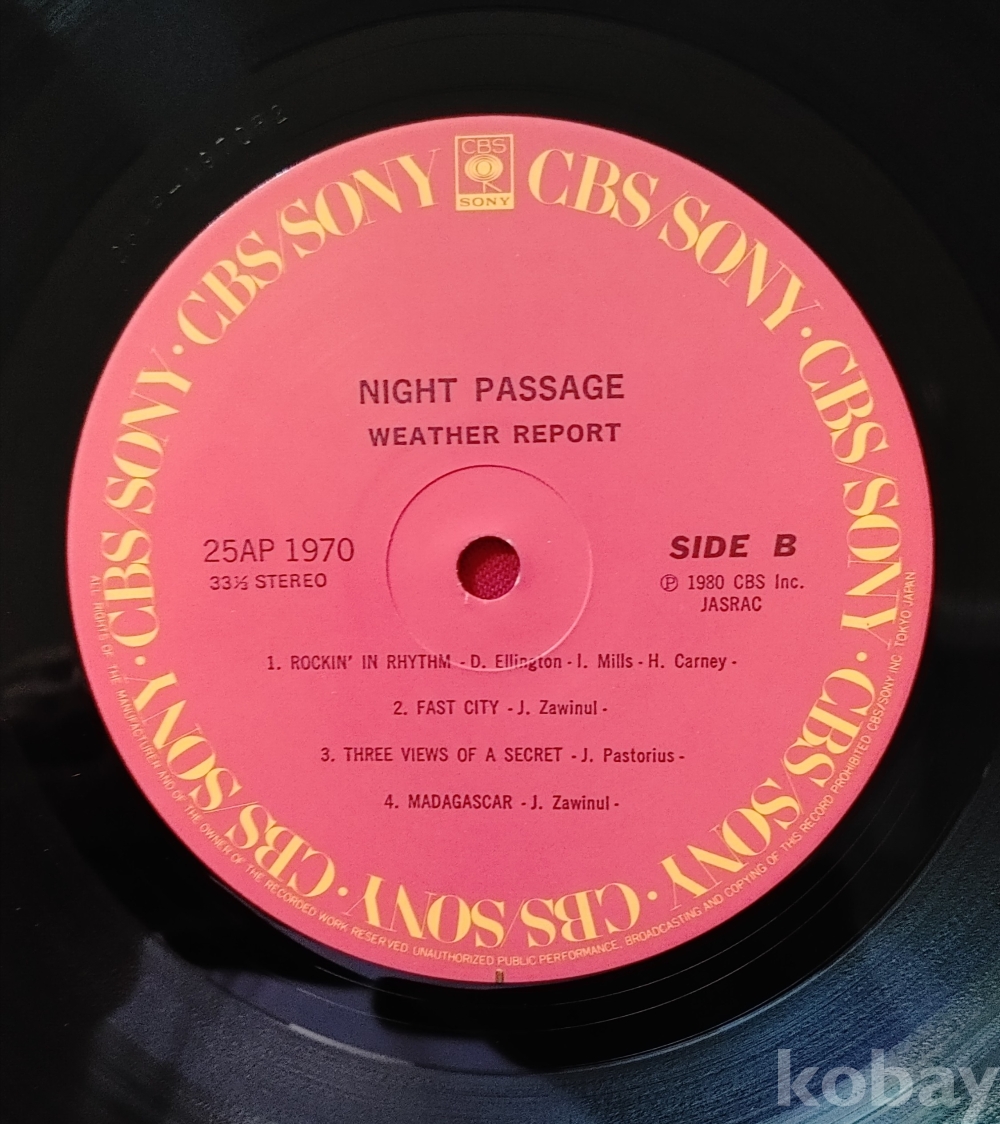 CBS
SONY
CBS/SONY · CBS/SONY · CBS/SONY · CBS/SONY · CBS/SONY · CBS/SONY · CBS/SONY · CBS/SONY · CBS/SONY · CBS/SONY
NIGHT PASSAGE
WEATHER REPORT
25AP 1970
33⅓ STEREO
SIDE B
Ⓟ 1980 CBS Inc.
JASRAC
1. ROCKIN' IN RHYTHM - D. Ellington - I. Mills - H. Carney -
2. FAST CITY - J. Zawinul -
3. THREE VIEWS OF A SECRET - J. Pastorius -
4. MADAGASCAR - J. Zawinul -
ALL RIGHTS OF THE MANUFACTURER AND OF THE OWNER OF THE RECORDED WORK RESERVED UNAUTHORIZED PUBLIC PERFORMANCE, BROADCASTING AND COPYING OF THIS RECORD PROHIBITED CBS/SONY INC. TOKYO JAPAN
kobay